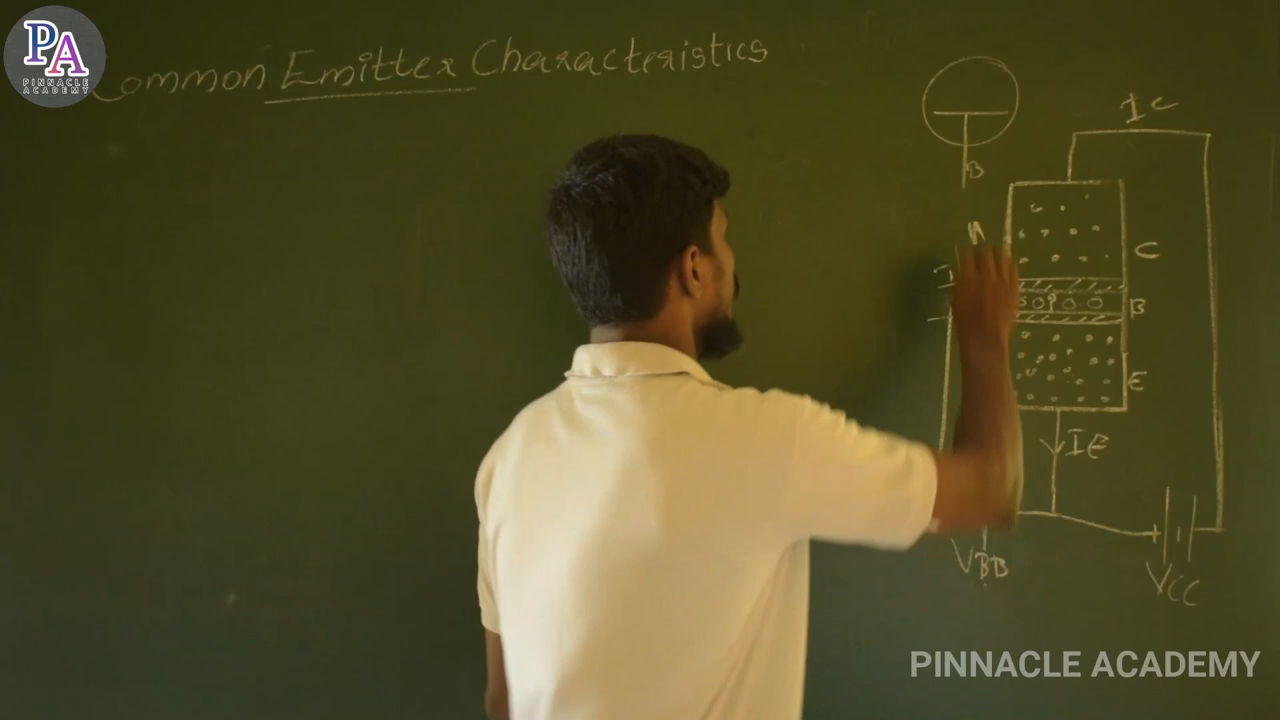 PA
PINNACLE
ACADEMY
Common Emitter Characteristics
IC
B
N
C
I
B
E
IE
VBB
VCC
PINNACLE ACADEMY